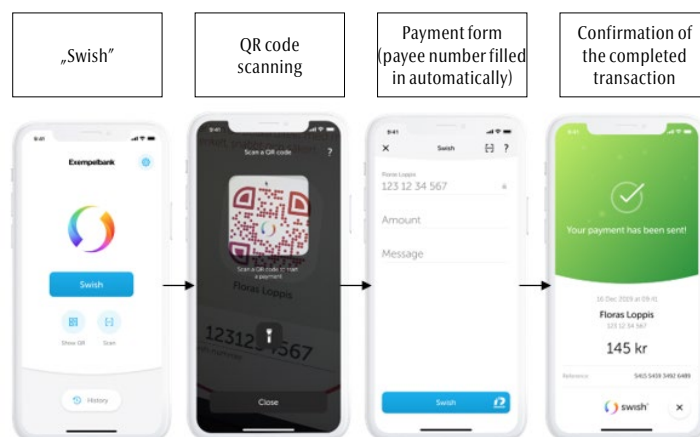 „Swish”
QR code
scanning
Payment form
(payee number filled
in automatically)
Confirmation of
the completed
transaction
9:41
Exempelbank
Swish
Show QR
Scan
History
9:41
Scan a QR code
?
Scan a QR code to start
a payment
Floras Loppis
Close
9:41
Swish
?
Floras Loppis
123 12 34 567
Amount
Message
Swish
9:41
Your payment has been sent!
16 Dec 2019 at 09:41
Floras Loppis
123 12 34 567
145 kr
Reference
swish